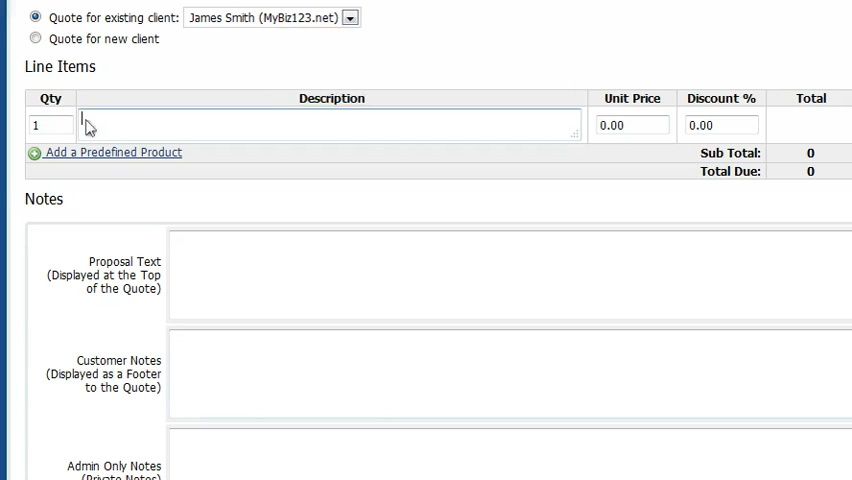 Quote for existing client: James Smith (MyBiz123.net)
Quote for new client
Line Items
Qty Description Unit Price Discount % Total
1 0.00 0.00
Add a Predefined Product Sub Total: 0
Total Due: 0
Notes
Proposal Text
(Displayed at the Top
of the Quote)
Customer Notes
(Displayed as a Footer
to the Quote)
Admin Only Notes
(Private Notes)